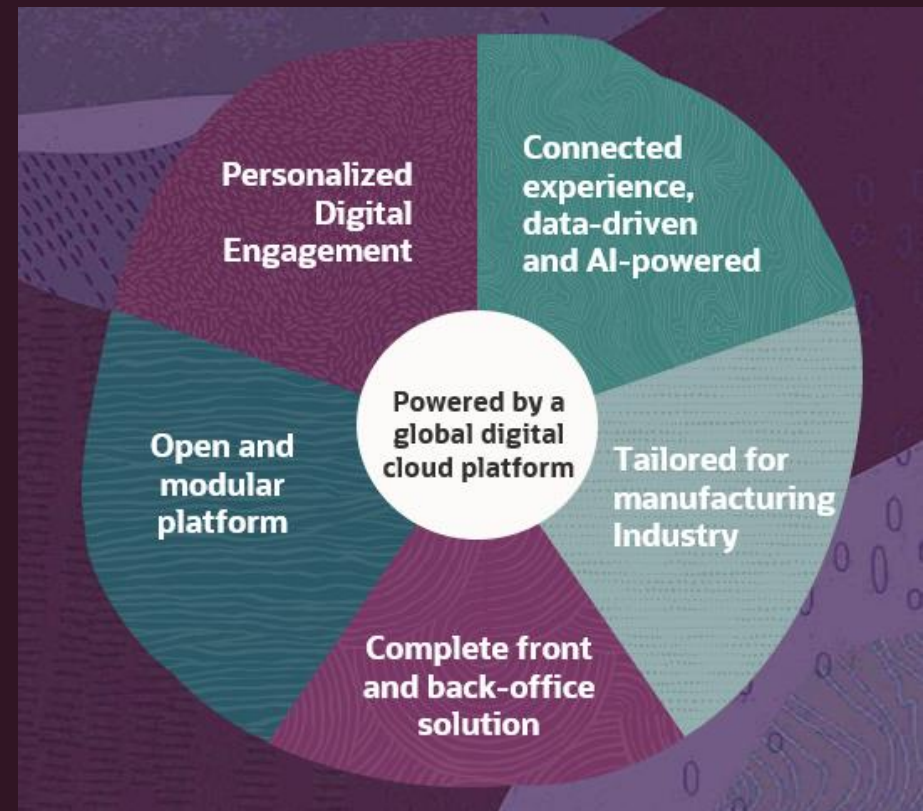 Personalized
Digital
Engagement
Connected
experience,
data-driven
and AI-powered
Powered by a
global digital
cloud platform
Open and
modular
platform
Tailored for
manufacturing
Industry
Complete front
and back-office
solution